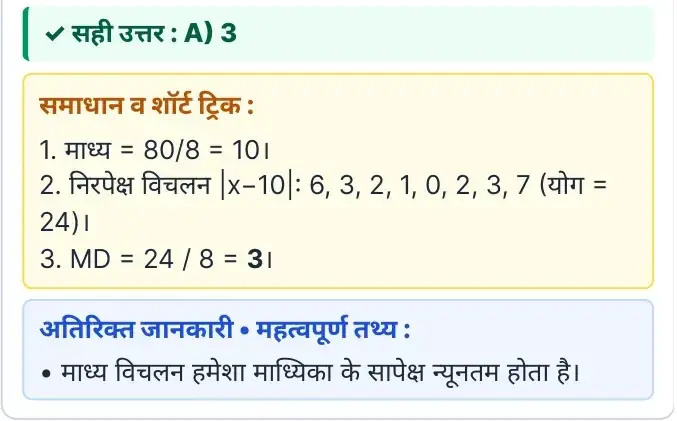 ✓ सही उत्तर : A) 3
समाधान व शॉर्ट ट्रिक :
1. माध्य = 80/8 = 10।
2. निरपेक्ष विचलन |x−10|: 6, 3, 2, 1, 0, 2, 3, 7 (योग =
24)।
3. MD = 24 / 8 = 3।
अतिरिक्त जानकारी • महत्वपूर्ण तथ्य :
• माध्य विचलन हमेशा माध्यिका के सापेक्ष न्यूनतम होता है।